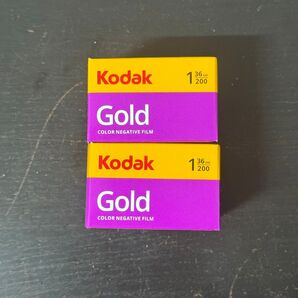 Kodak
1 36 exp 200
Gold
COLOR NEGATIVE FILM
Kodak
1 36 exp 200
Gold
COLOR NEGATIVE FILM